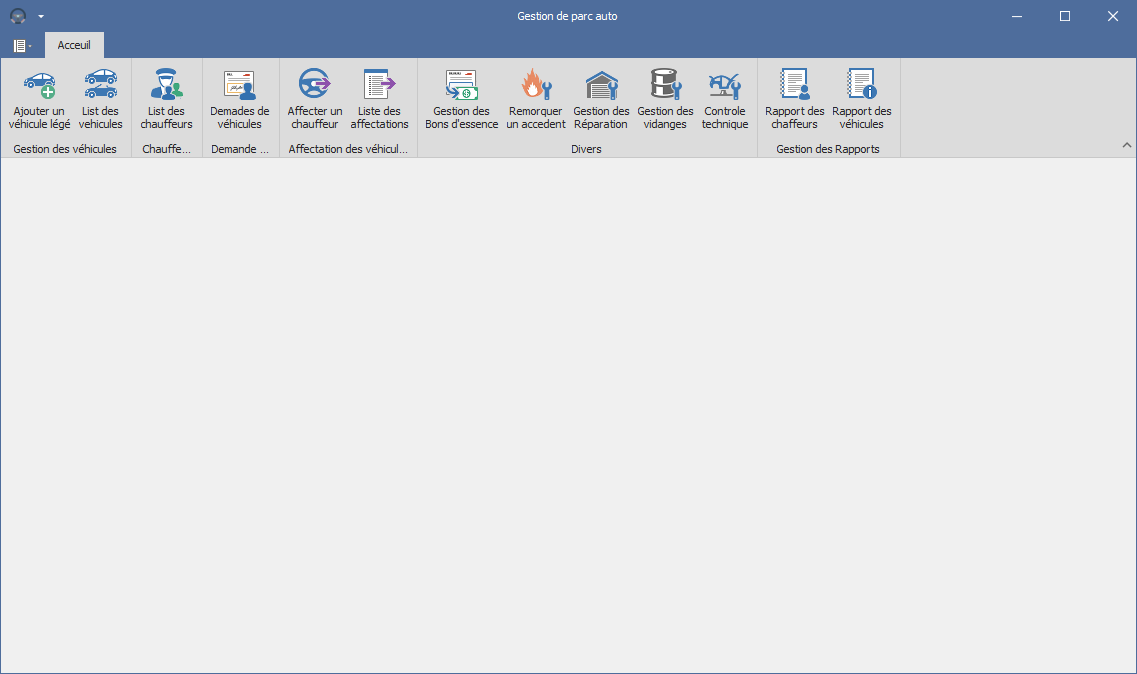 Gestion de parc auto
Acceuil
Ajouter un
véhicule légé
List des
vehicules
List des
chauffeurs
Demades de
véhicules
Affecter un
chauffeur
Liste des
affectations
Gestion des
Bons d'essence
Remorquer
un accedent
Gestion des
Réparation
Gestion des
vidanges
Controle
technique
Rapport des
chaffeurs
Rapport des
véhicules
Gestion des véhicules
Chauffe...
Demande ...
Affectation des véhicul...
Divers
Gestion des Rapports